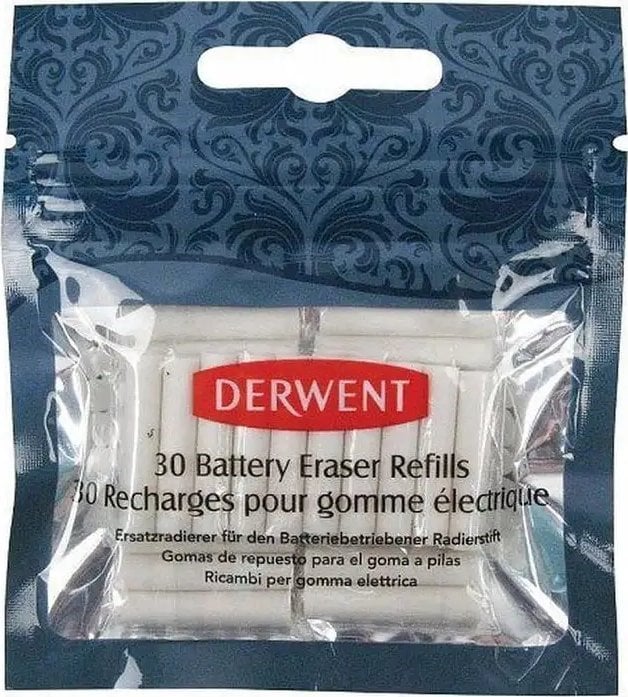 DERWENT
30 Battery Eraser Refills
30 Recharges pour gomme électrique
Ersatzradierer für den Batteriebetriebener Radierstift
Gomas de repuesto para el goma a pilas
Ricambi per gomma elettrica